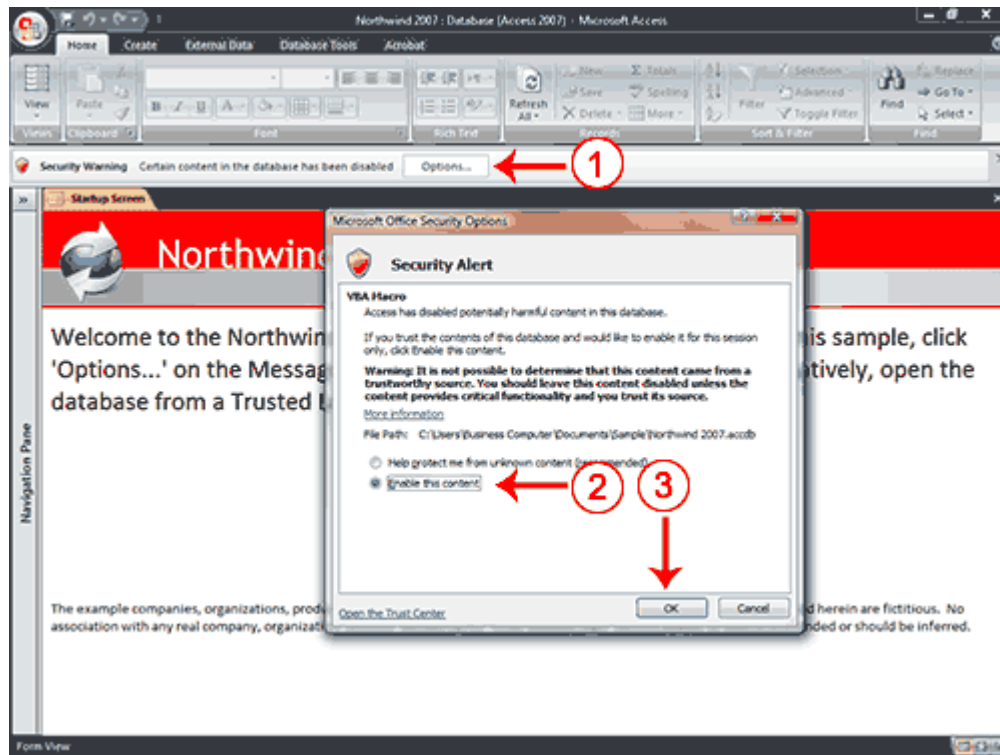 Northwind 2007 : Database (Access 2007) - Microsoft Access
Home Create External Data Database Tools Acrobat
View Paste B I U A Refresh All New Save Delete Σ Totals Spelling More Filter Selection Advanced Toggle Filter Find Replace Go To Select
Views Clipboard Font Rich Text Records Sort & Filter Find
Security Warning Certain content in the database has been disabled Options... 1
» Startup Screen
Northwind
Welcome to the Northwin
'Options...' on the Messag
database from a Trusted
is sample, click
atively, open the
Navigation Pane
Microsoft Office Security Options
Security Alert
VBA Macro
Access has disabled potentially harmful content in this database.
If you trust the contents of this database and would like to enable it for this session
only, click Enable this content.
Warning: It is not possible to determine that this content came from a
trustworthy source. You should leave this content disabled unless the
content provides critical functionality and you trust its source.
More information
File Path: C:\Users\Business Computer\Documents\Sample\Northwind 2007.accdb
Help protect me from unknown content (recommended)
Enable this content 2 3
Open the Trust Center OK Cancel
The example companies, organizations, prod
association with any real company, organizati
d herein are fictitious. No
nded or should be inferred.
Form View